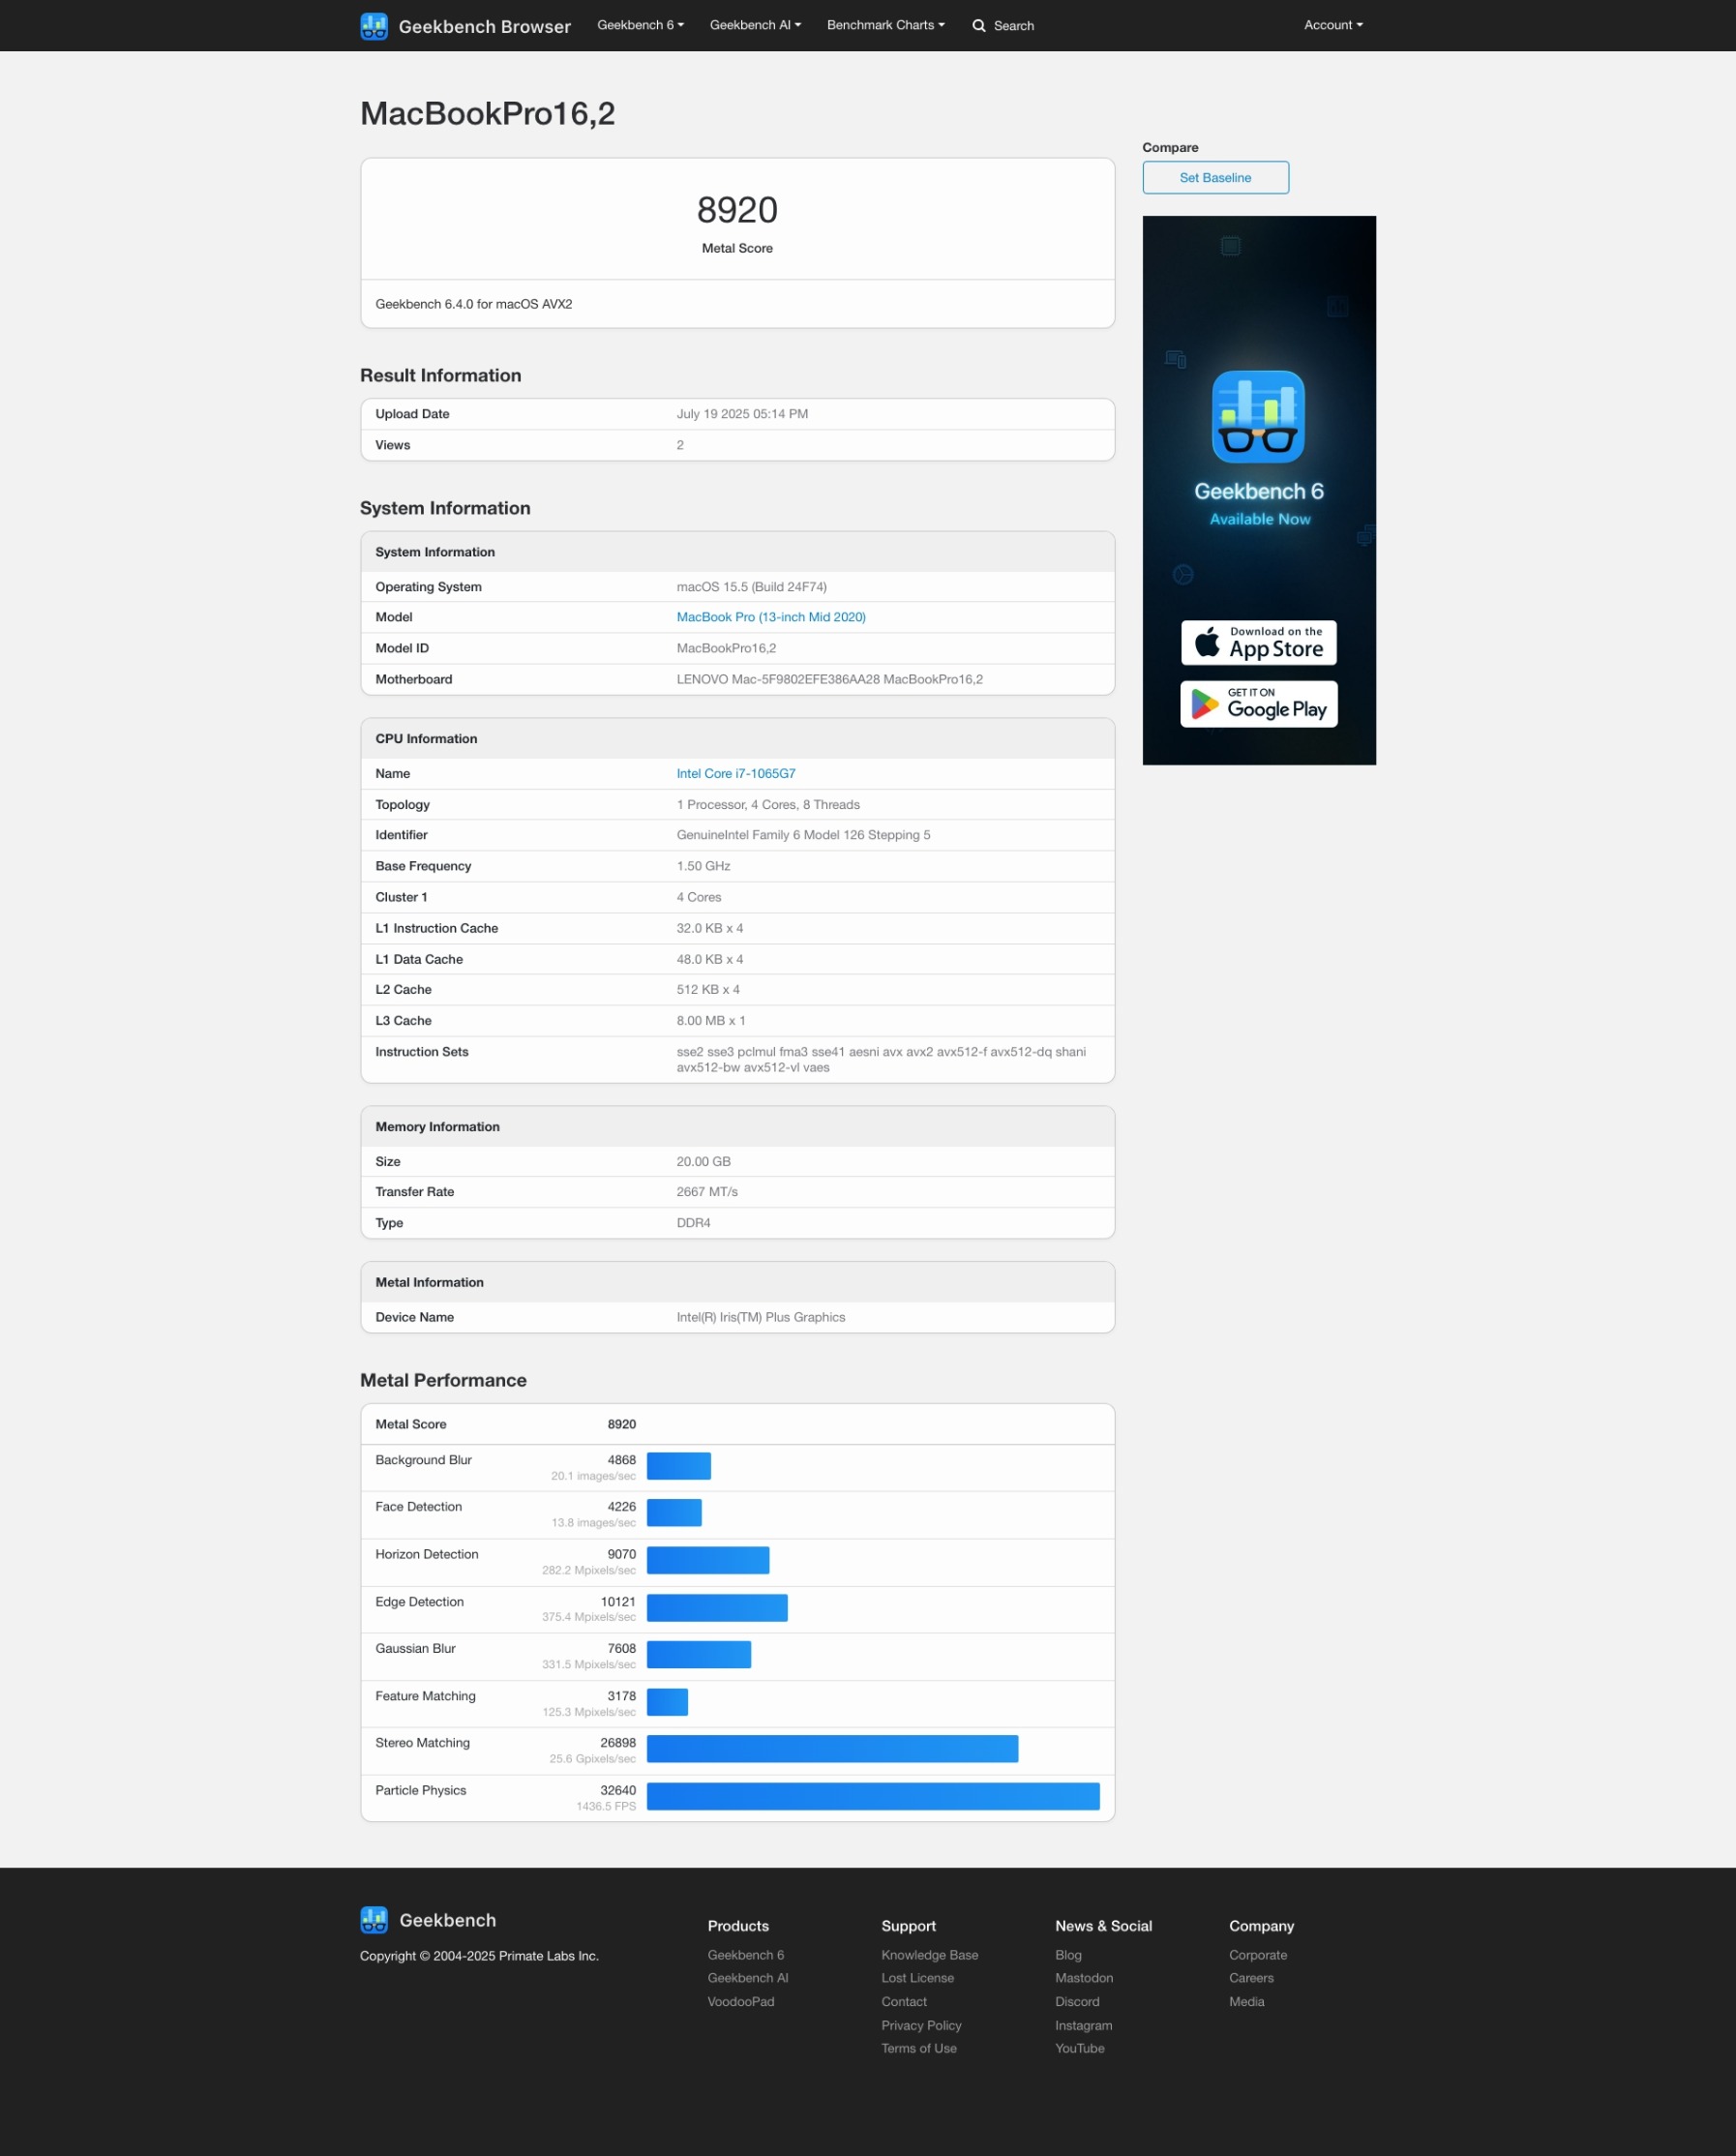 Geekbench Browser Geekbench 6 Geekbench AI Benchmark Charts Search Account
MacBookPro16,2
8920
Metal Score
Geekbench 6.4.0 for macOS AVX2
Compare
Set Baseline
Geekbench 6
Available Now
Download on the
App Store
GET IT ON
Google Play
Result Information
Upload Date July 19 2025 05:14 PM
Views 2
System Information
System Information
Operating System macOS 15.5 (Build 24F74)
Model MacBook Pro (13-inch Mid 2020)
Model ID MacBookPro16,2
Motherboard LENOVO Mac-5F9802EFE386AA28 MacBookPro16,2
CPU Information
Name Intel Core i7-1065G7
Topology 1 Processor, 4 Cores, 8 Threads
Identifier GenuineIntel Family 6 Model 126 Stepping 5
Base Frequency 1.50 GHz
Cluster 1 4 Cores
L1 Instruction Cache 32.0 KB x 4
L1 Data Cache 48.0 KB x 4
L2 Cache 512 KB x 4
L3 Cache 8.00 MB x 1
Instruction Sets sse2 sse3 pclmul fma3 sse41 aesni avx avx2 avx512-f avx512-dq shani
avx512-bw avx512-vl vaes
Memory Information
Size 20.00 GB
Transfer Rate 2667 MT/s
Type DDR4
Metal Information
Device Name Intel(R) Iris(TM) Plus Graphics
Metal Performance
Metal Score 8920
Background Blur 4868
20.1 images/sec
Face Detection 4226
13.8 images/sec
Horizon Detection 9070
282.2 Mpixels/sec
Edge Detection 10121
375.4 Mpixels/sec
Gaussian Blur 7608
331.5 Mpixels/sec
Feature Matching 3178
125.3 Mpixels/sec
Stereo Matching 26898
25.6 Gpixels/sec
Particle Physics 32640
1436.5 FPS
Geekbench
Copyright © 2004-2025 Primate Labs Inc.
Products
Geekbench 6
Geekbench AI
VoodooPad
Support
Knowledge Base
Lost License
Contact
Privacy Policy
Terms of Use
News & Social
Blog
Mastodon
Discord
Instagram
YouTube
Company
Corporate
Careers
Media